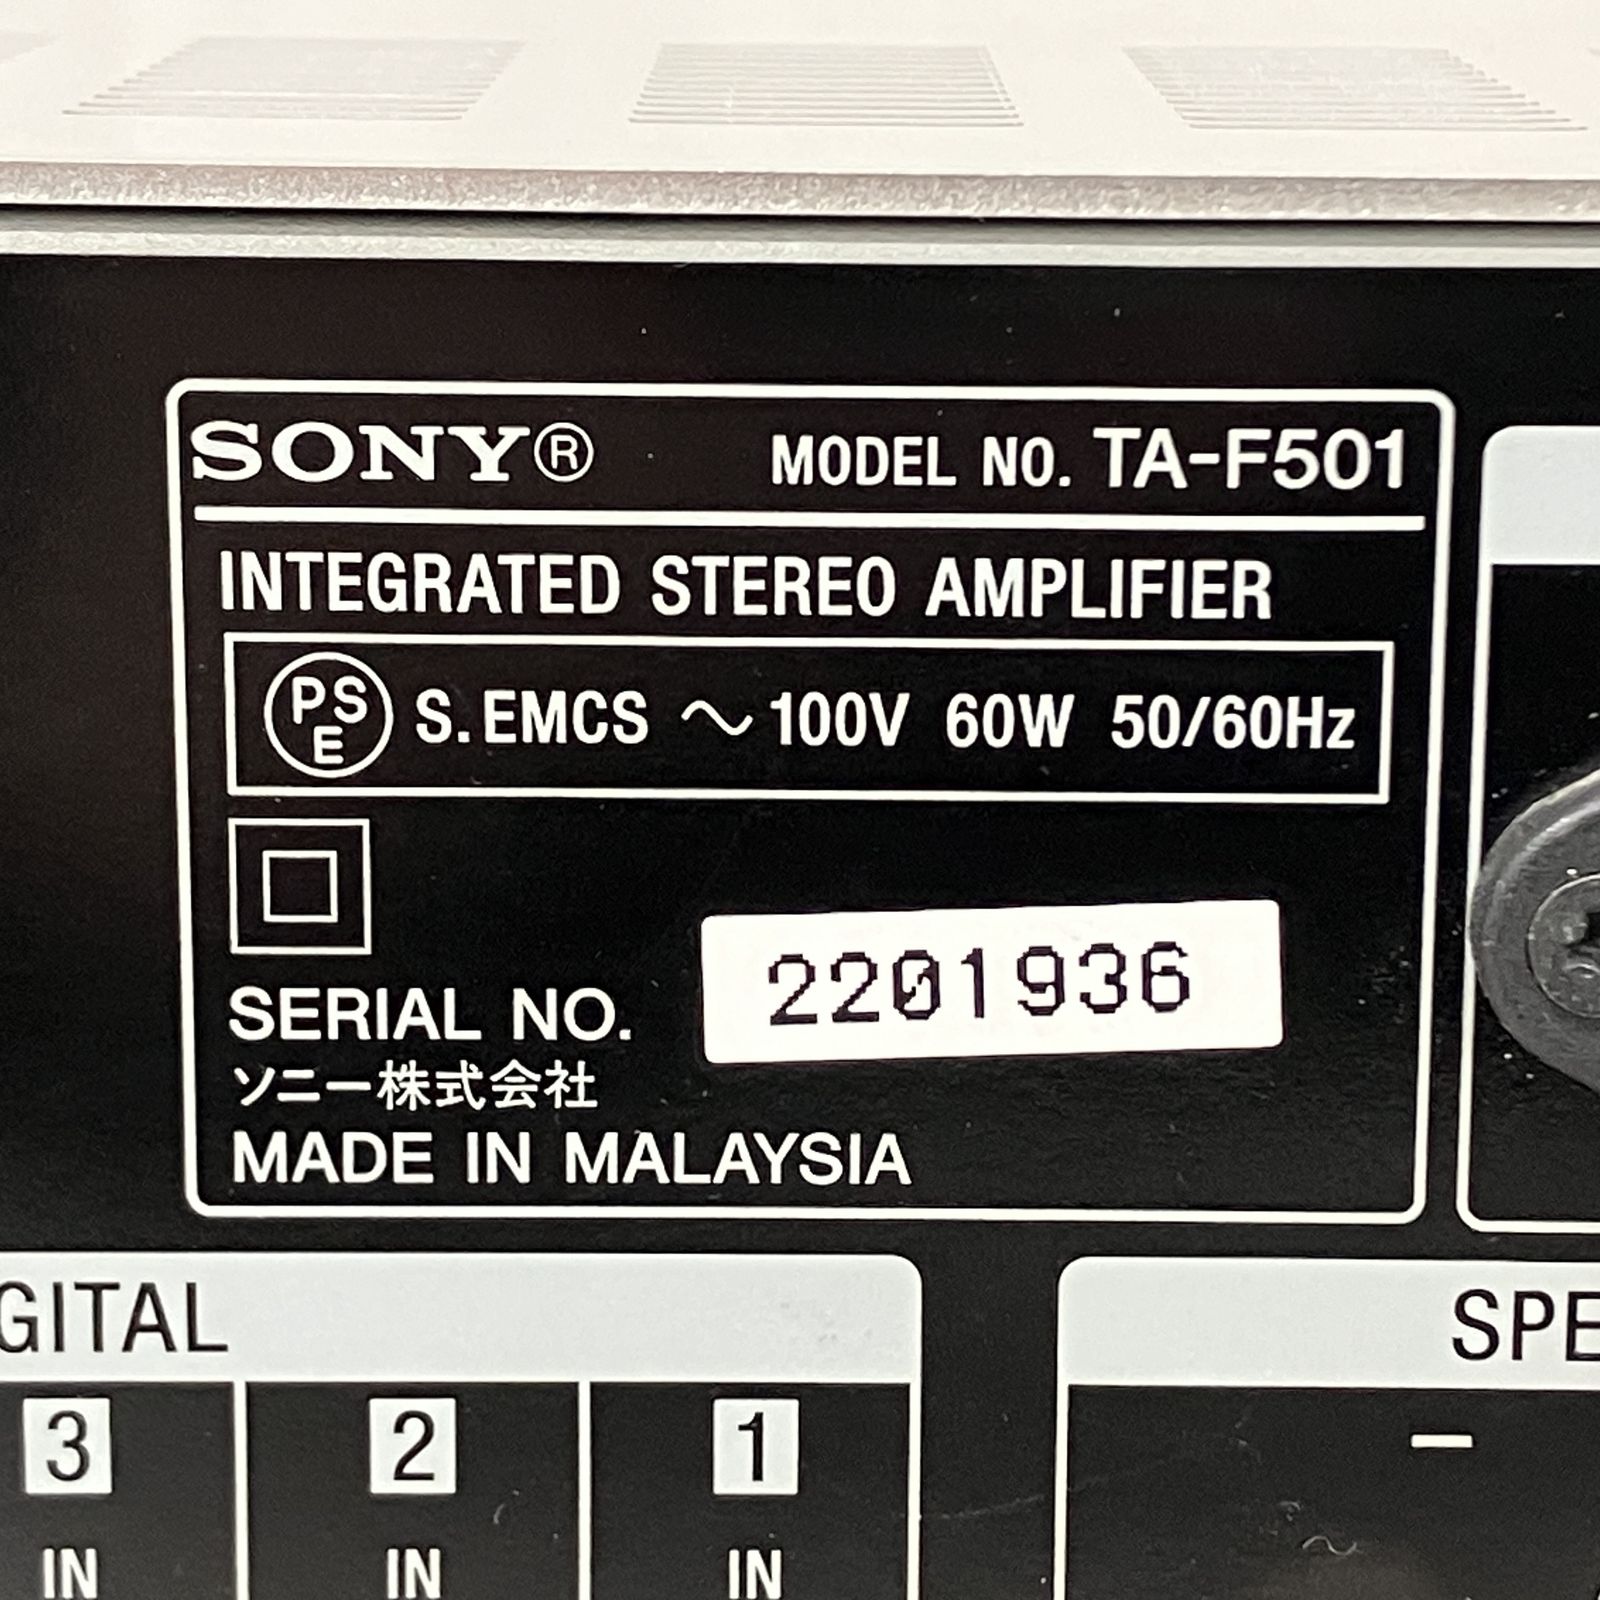 SONY® MODEL NO. TA-F501
INTEGRATED STEREO AMPLIFIER
PSE S.EMCS ～100V 60W 50/60Hz
SERIAL NO. 2201936
ソニー株式会社
MADE IN MALAYSIA
GITAL SPE
3 2 1 −
IN IN IN